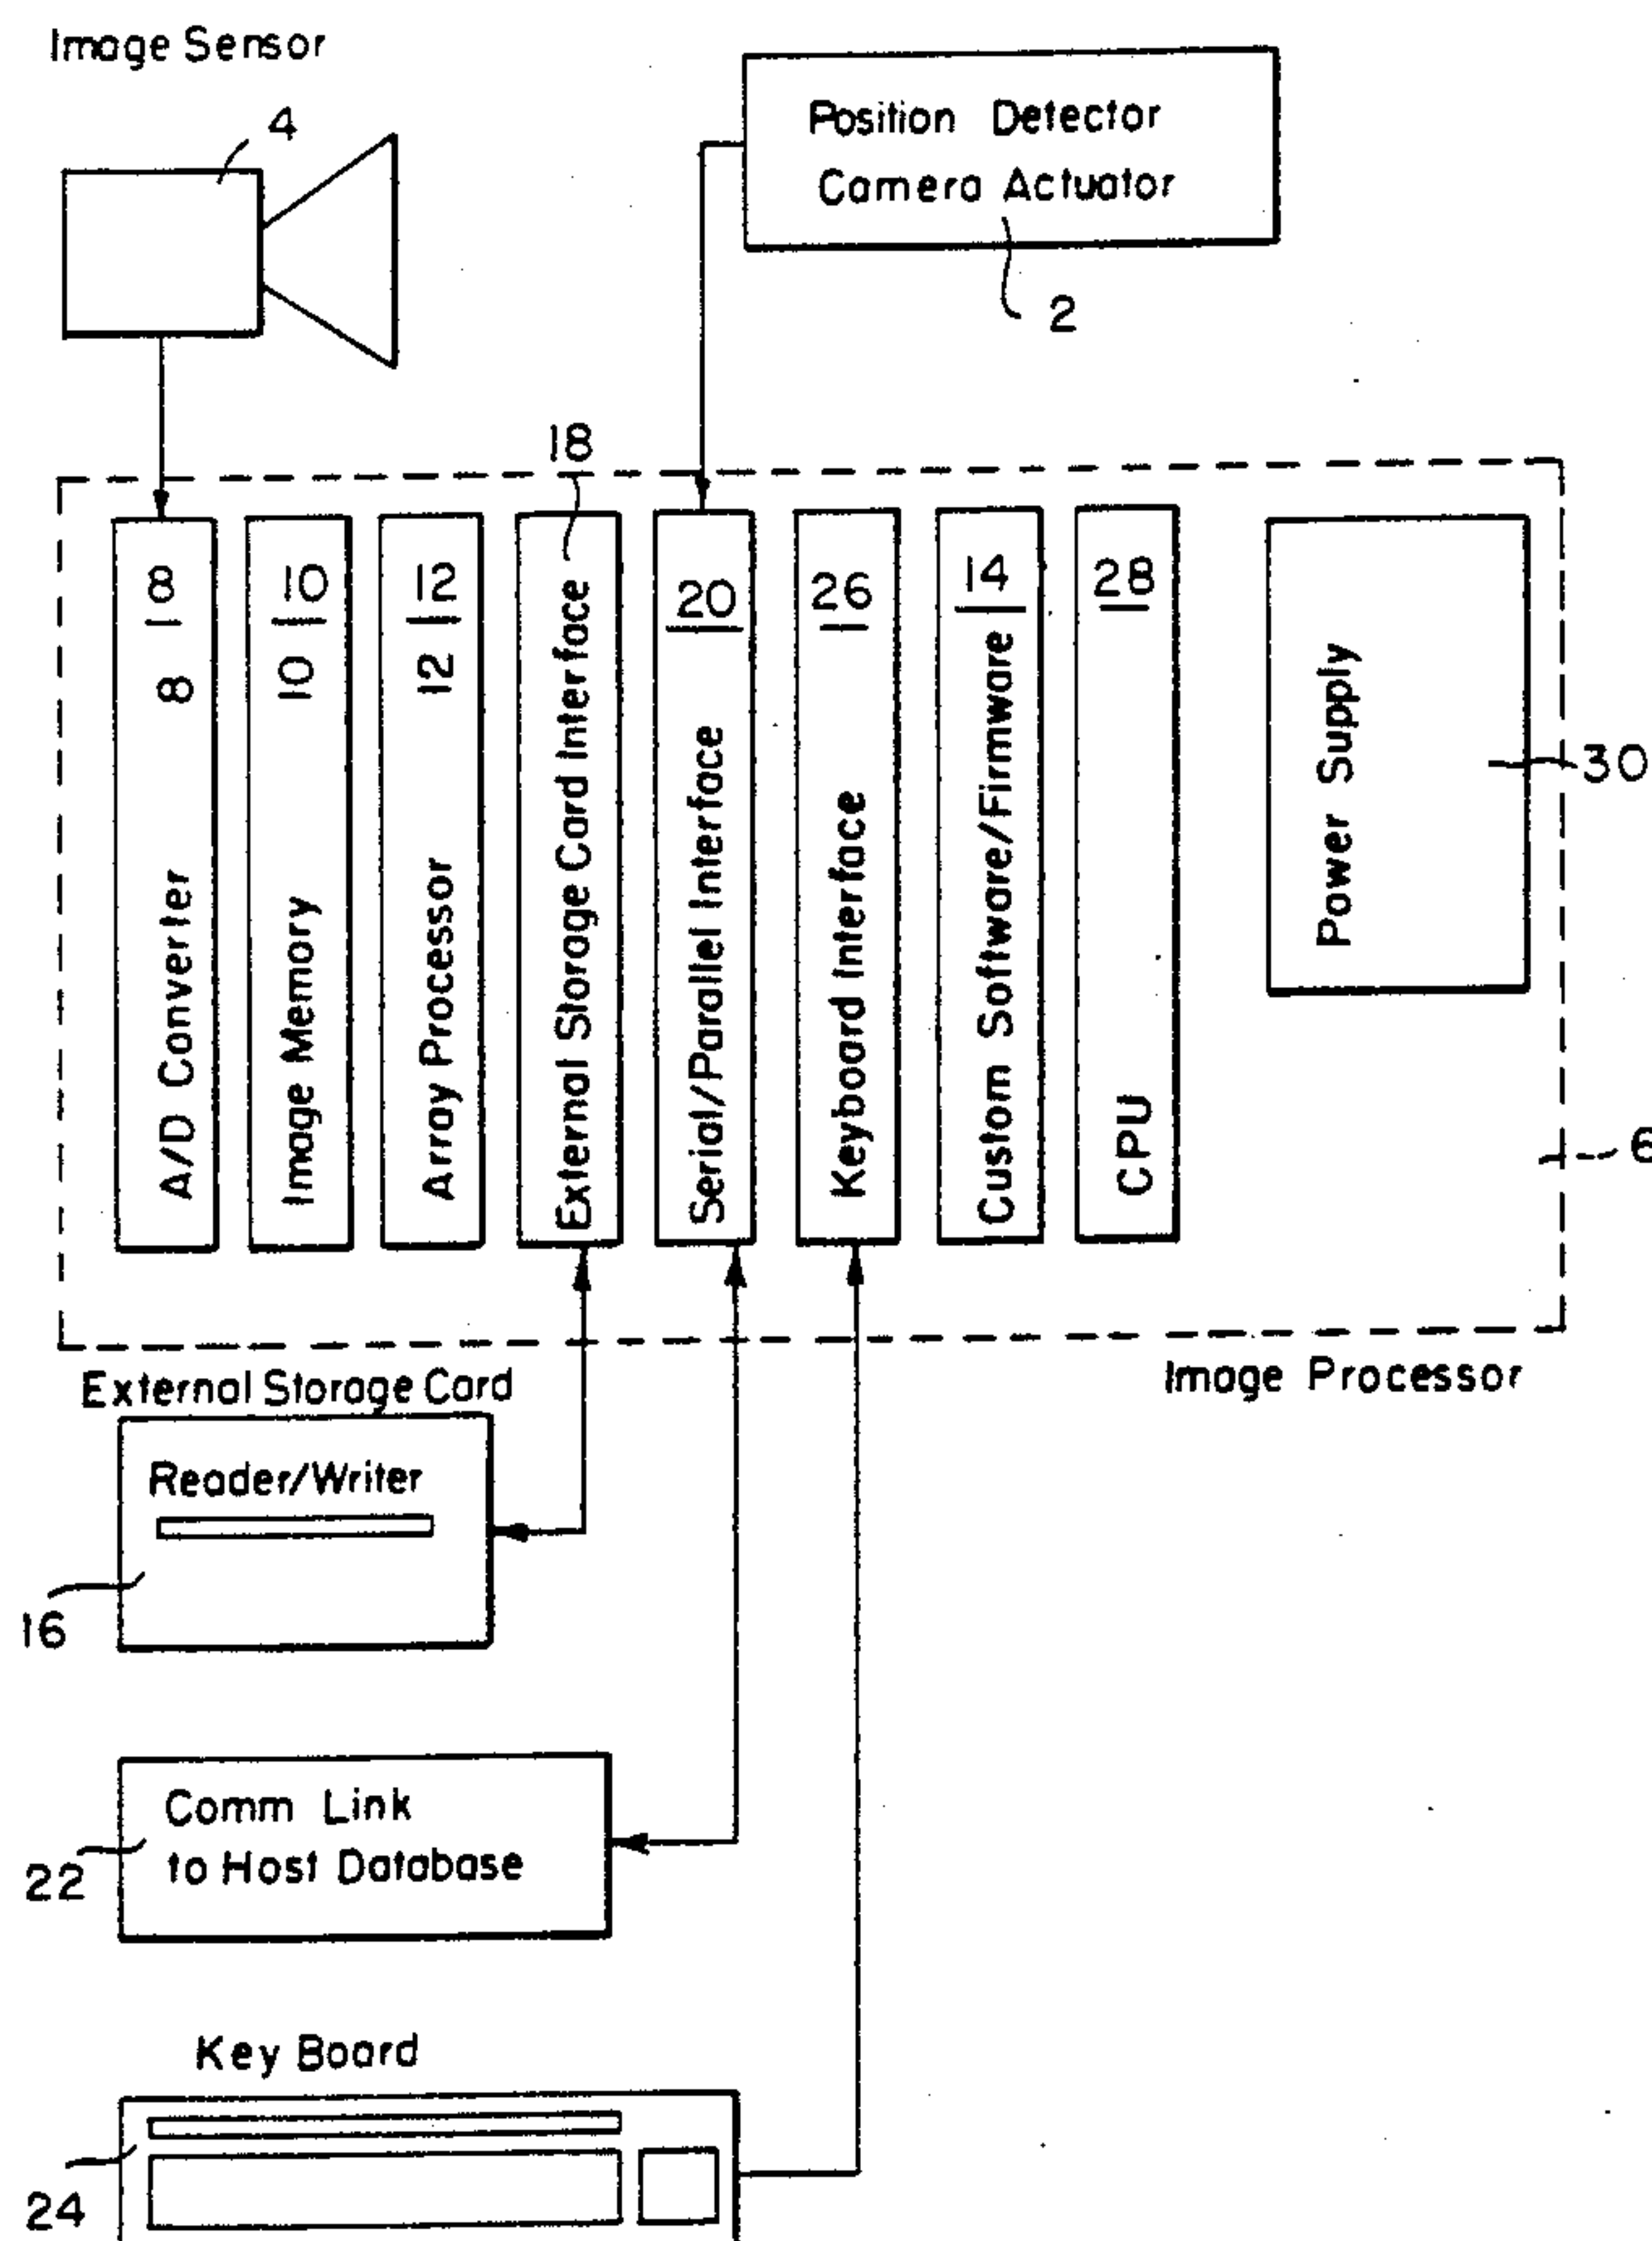 Image Sensor
4
Position Detector
Camera Actuator
2
18
8
8
A/D Converter
10
10
Image Memory
12
12
Array Processor
External Storage Card Interface
20
Serial/Parallel Interface
26
Keyboard Interface
14
Custom Software/Firmware
28
CPU
Power Supply
30
6
Image Processor
External Storage Card
Reader/Writer
16
Comm Link
to Host Database
22
Key Board
24